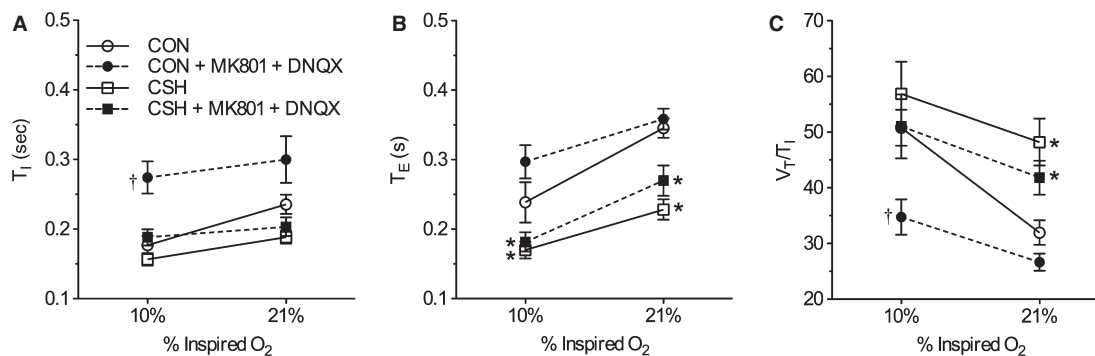 A
T_I (sec)
0.5
0.4
0.3
0.2
0.1
CON
CON + MK801 + DNQX
CSH
CSH + MK801 + DNQX
†
10%
21%
% Inspired O₂
B
T_E (s)
0.5
0.4
0.3
0.2
0.1
*
*
*
*
10%
21%
% Inspired O₂
C
V_T/T_I
70
60
50
40
30
20
*
*
†
10%
21%
% Inspired O₂